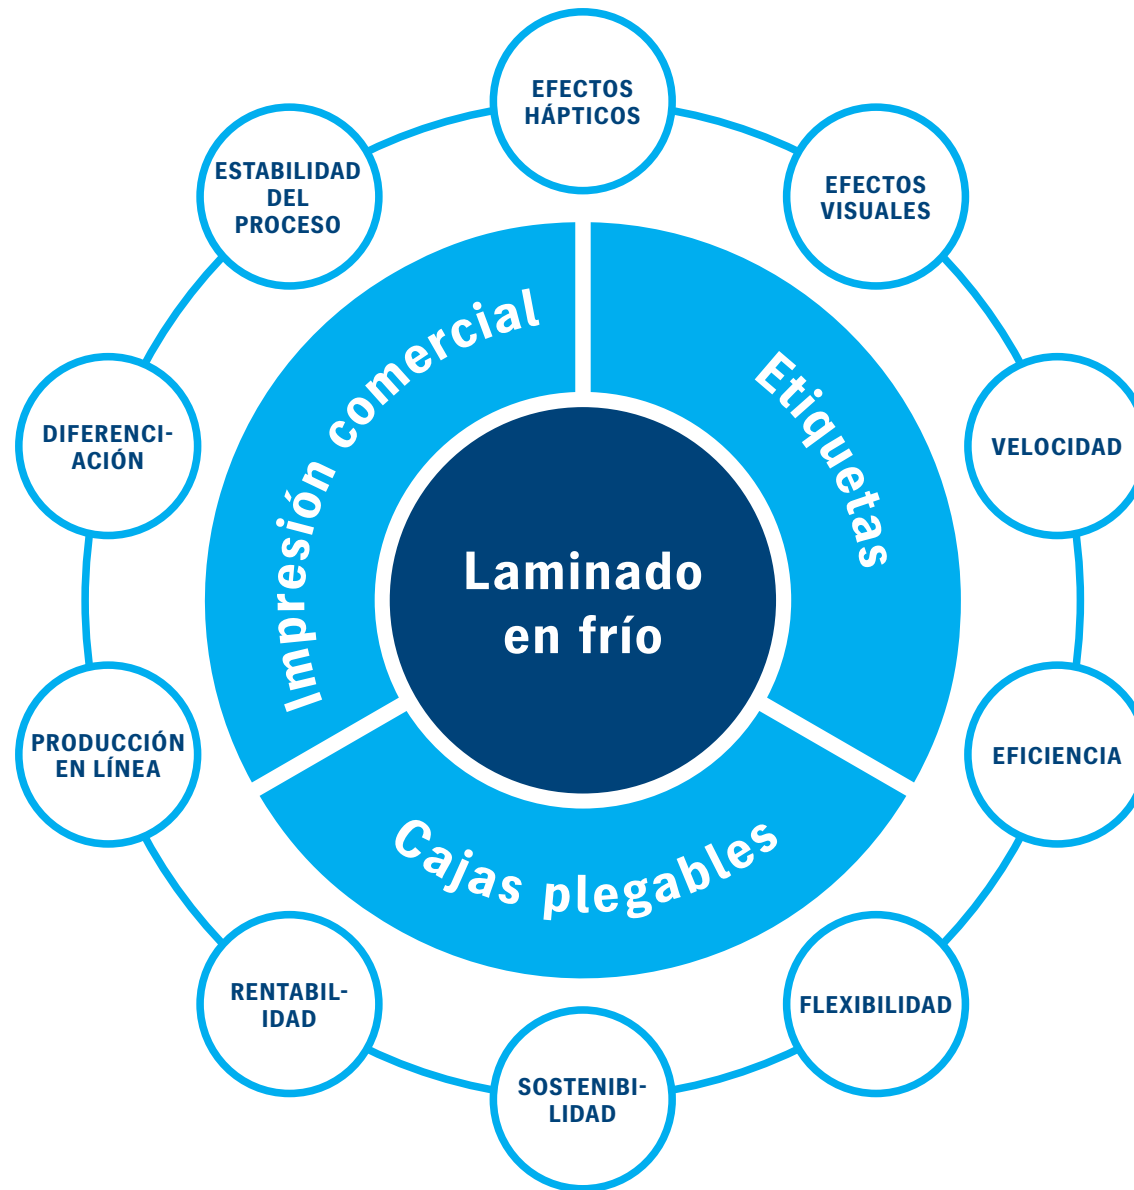 EFECTOS
HÁPTICOS
EFECTOS
VISUALES
VELOCIDAD
EFICIENCIA
FLEXIBILIDAD
SOSTENIBI-
LIDAD
RENTABIL-
IDAD
PRODUCCIÓN
EN LÍNEA
DIFERENCI-
ACIÓN
ESTABILIDAD
DEL
PROCESO
Impresión comercial
Etiquetas
Cajas plegables
Laminado
en frío